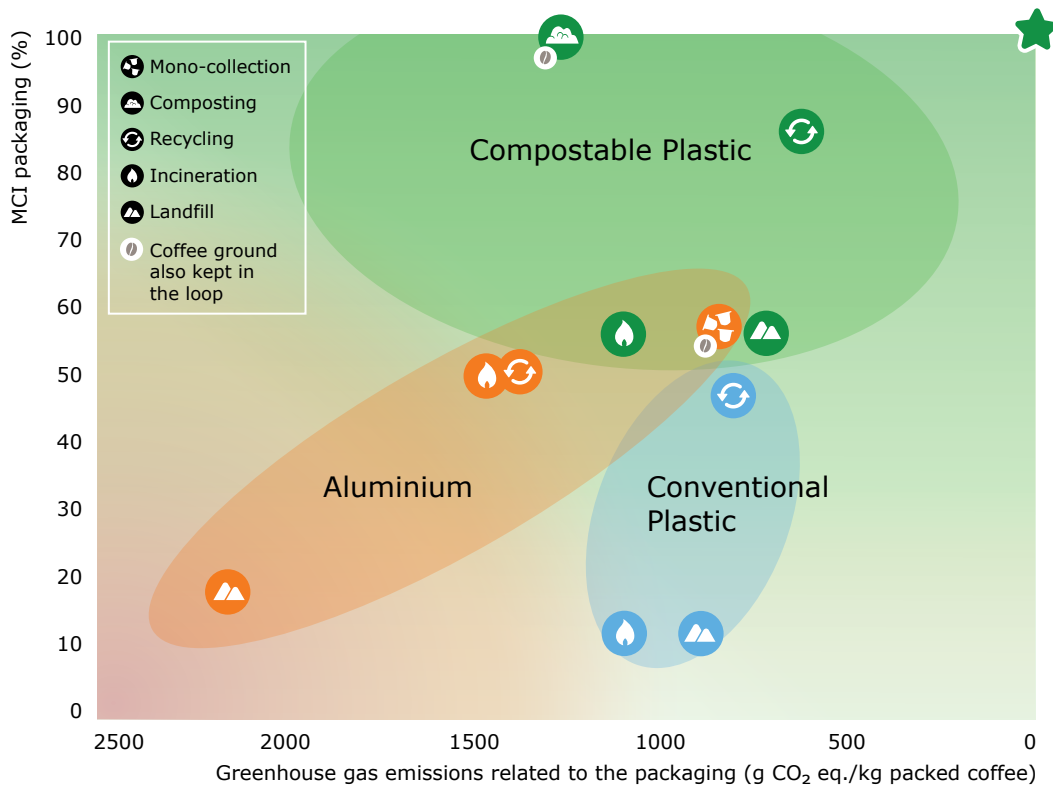 MCI packaging (%)
100
90
80
70
60
50
40
30
20
10
0
Mono-collection
Composting
Recycling
Incineration
Landfill
Coffee ground
also kept in
the loop
Compostable Plastic
Aluminium
Conventional
Plastic
2500 2000 1500 1000 500 0
Greenhouse gas emissions related to the packaging (g CO₂ eq./kg packed coffee)